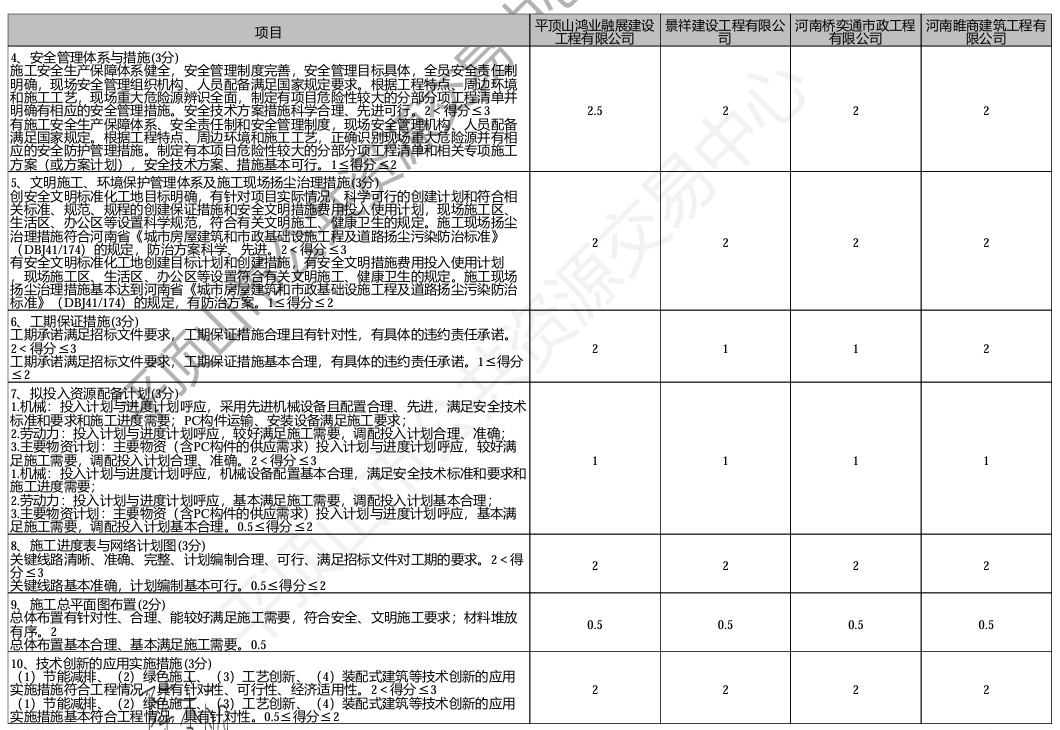 项目
平顶山鸿业融展建设
工程有限公司
景祥建设工程有限公
司
河南桥奕通市政工程
有限公司
河南睢商建筑工程有
限公司
4、安全管理体系与措施(3分)
施工安全生产保障体系健全，安全管理制度完善，安全管理目标具体，全员安全责任制
明确，现场安全管理组织机构、人员配备满足国家规定要求。根据工程特点、周边环境
和施工工艺，现场重大危险源辨识全面，制定有项目危险性较大的分部分项工程清单并
明确有相应的安全管理措施。安全技术方案措施科学合理、先进可行。2＜得分≤3
有施工安全生产保障体系、安全责任制和安全管理制度，现场安全管理机构、人员配备
满足国家规定。根据工程特点、周边环境和施工工艺，正确识别现场重大危险源并有相
应的安全防护管理措施。制定有本项目危险性较大的分部分项工程清单和相关专项施工
方案（或方案计划），安全技术方案、措施基本可行。1≤得分≤2
2.5
2
2
2
5、文明施工、环境保护管理体系及施工现场扬尘治理措施(3分)
创安全文明标准化工地目标明确，有针对项目实际情况，科学可行的创建计划和符合相
关标准、规范、规程的创建保证措施和安全文明措施费用投入使用计划，现场施工区、
生活区、办公区等设置科学规范，符合有关文明施工、健康卫生的规定。施工现场扬尘
治理措施符合河南省《城市房屋建筑和市政基础设施工程及道路扬尘污染防治标准》
（DBJ41/174）的规定，防治方案科学、先进。2＜得分≤3
有安全文明标准化工地创建目标计划和创建措施，有安全文明措施费用投入使用计划
，现场施工区、生活区、办公区等设置符合有关文明施工、健康卫生的规定。施工现场
扬尘治理措施基本达到河南省《城市房屋建筑和市政基础设施工程及道路扬尘污染防治
标准》（DBJ41/174）的规定，有防治方案。1≤得分≤2
2
2
2
2
6、工期保证措施(3分)
工期承诺满足招标文件要求，工期保证措施合理且有针对性，有具体的违约责任承诺。
2＜得分≤3
工期承诺满足招标文件要求，工期保证措施基本合理，有具体的违约责任承诺。1≤得分
≤2
2
1
1
2
7、拟投入资源配备计划(3分)
1.机械：投入计划与进度计划呼应，采用先进机械设备且配置合理、先进，满足安全技术
标准和要求和施工进度需要；PC构件运输、安装设备满足施工要求；
2.劳动力：投入计划与进度计划呼应，较好满足施工需要，调配投入计划合理、准确；
3.主要物资计划：主要物资（含PC构件的供应需求）投入计划与进度计划呼应，较好满
足施工需要，调配投入计划合理、准确。2＜得分≤3
1.机械：投入计划与进度计划呼应，机械设备配置基本合理，满足安全技术标准和要求和
施工进度需要；
2.劳动力：投入计划与进度计划呼应，基本满足施工需要，调配投入计划基本合理；
3.主要物资计划：主要物资（含PC构件的供应需求）投入计划与进度计划呼应，基本满
足施工需要，调配投入计划基本合理。0.5≤得分≤2
1
1
1
1
8、施工进度表与网络计划图(3分)
关键线路清晰、准确、完整、计划编制合理、可行、满足招标文件对工期的要求。2＜得
分≤3
关键线路基本准确，计划编制基本可行。0.5≤得分≤2
2
2
2
2
9、施工总平面图布置(2分)
总体布置有针对性、合理、能较好满足施工需要，符合安全、文明施工要求；材料堆放
有序。2
总体布置基本合理、基本满足施工需要。0.5
0.5
0.5
0.5
0.5
10、技术创新的应用实施措施(3分)
（1）节能减排、（2）绿色施工、（3）工艺创新、（4）装配式建筑等技术创新的应用
实施措施符合工程情况，具有针对性、可行性、经济适用性。2＜得分≤3
（1）节能减排、（2）绿色施工、（3）工艺创新、（4）装配式建筑等技术创新的应用
实施措施基本符合工程情况，具有针对性。0.5≤得分≤2
2
2
2
2
平顶山市公共资源交易中心